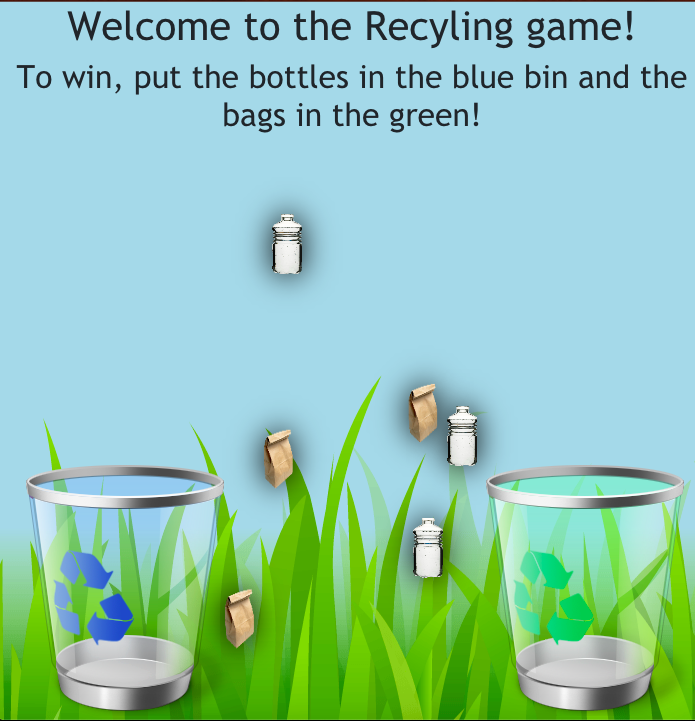 Welcome to the Recyling game!
To win, put the bottles in the blue bin and the
bags in the green!